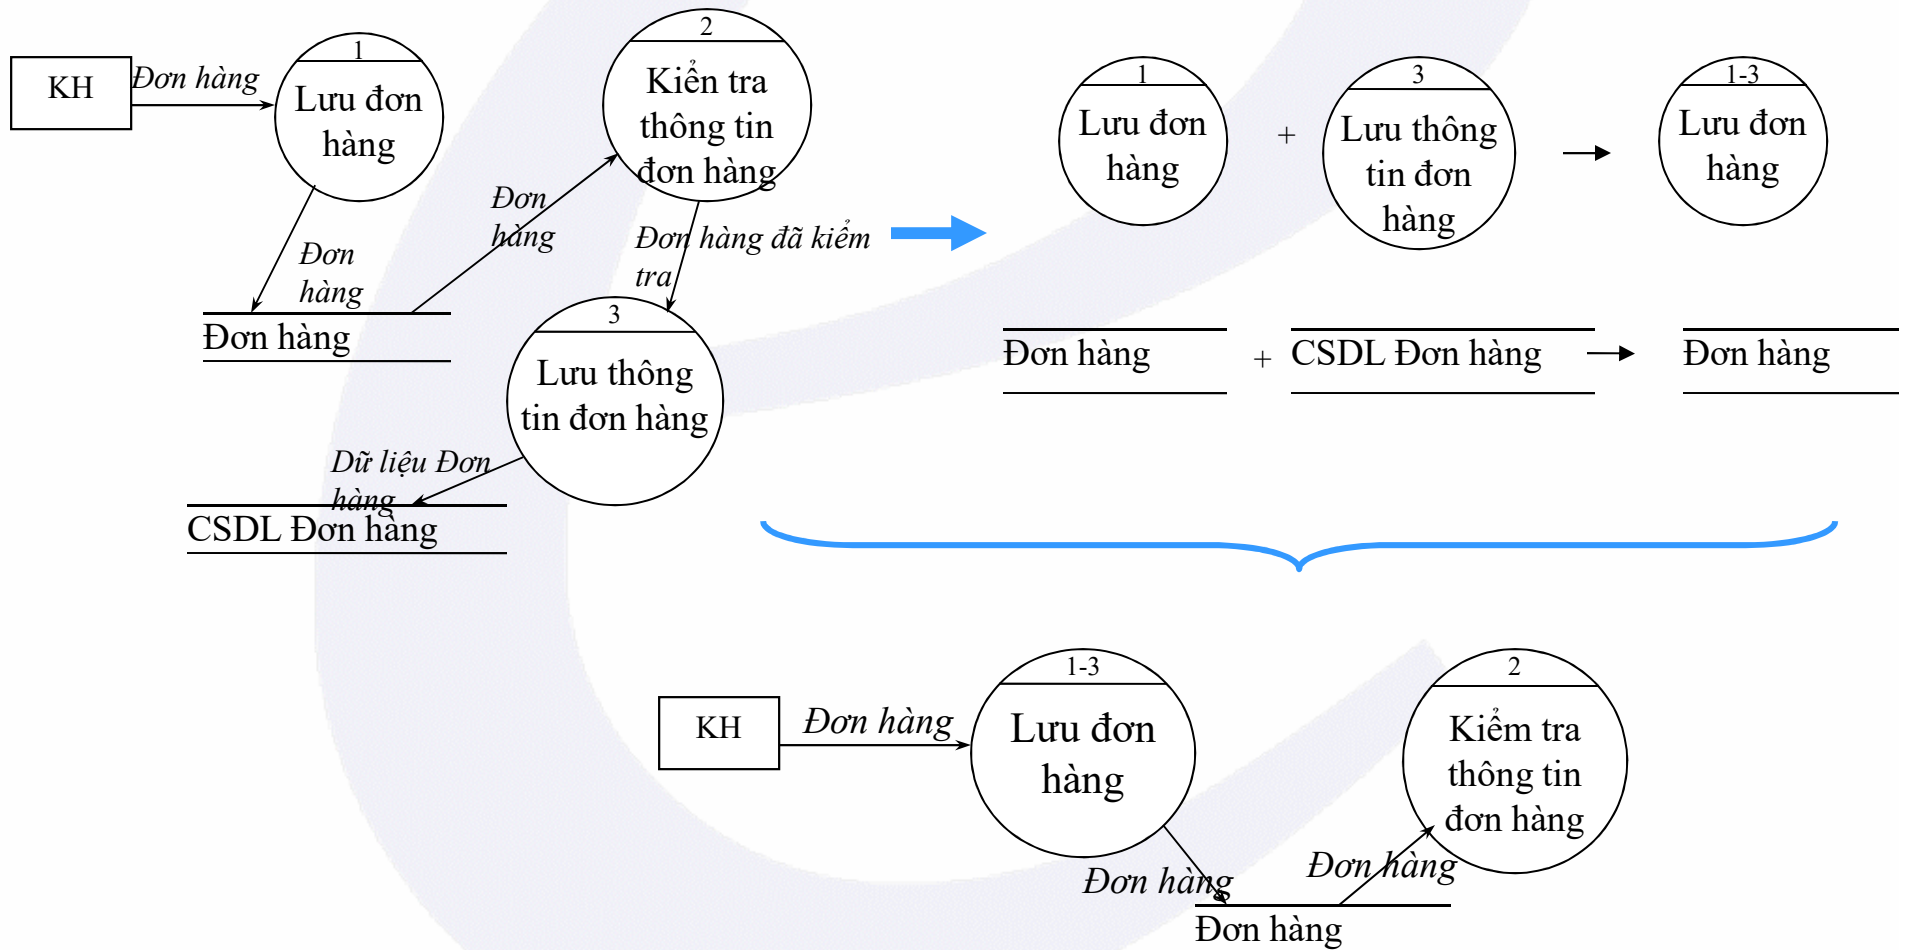 KH
Đơn hàng
1
Lưu đơn
hàng
2
Kiển tra
thông tin
đơn hàng
Đơn
hàng
Đơn
hàng
Đơn hàng đã kiểm
tra
Đơn hàng
3
Lưu thông
tin đơn hàng
Dữ liệu Đơn
hàng
CSDL Đơn hàng
1
Lưu đơn
hàng
+
3
Lưu thông
tin đơn
hàng
1-3
Lưu đơn
hàng
Đơn hàng
+
CSDL Đơn hàng
Đơn hàng
KH
Đơn hàng
1-3
Lưu đơn
hàng
2
Kiểm tra
thông tin
đơn hàng
Đơn hàng
Đơn hàng
Đơn hàng